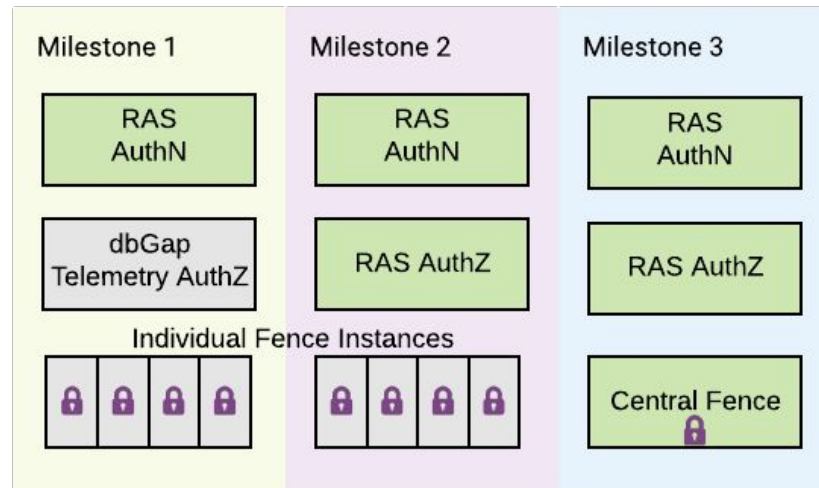 Milestone 1
Milestone 2
Milestone 3
RAS
AuthN
RAS
AuthN
RAS
AuthN
dbGap
Telemetry AuthZ
RAS AuthZ
RAS AuthZ
Individual Fence Instances
Central Fence